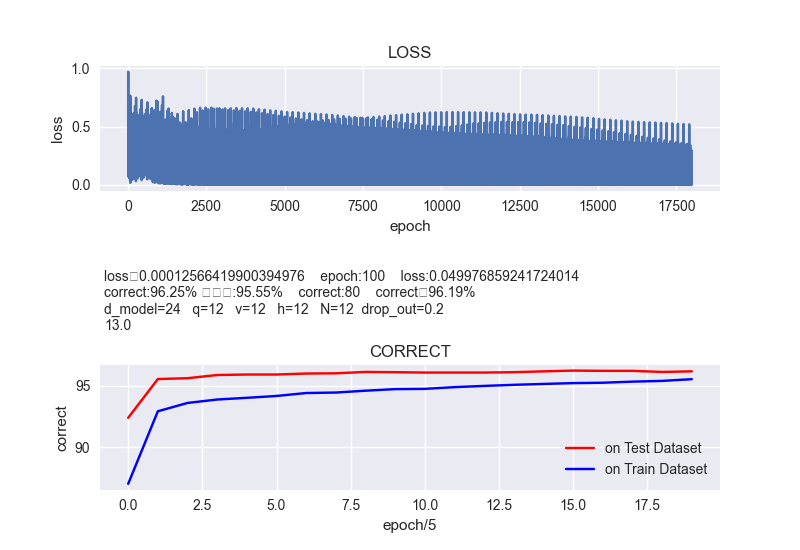 LOSS
1.0
0.5
0.0
loss
0 2500 5000 7500 10000 12500 15000 17500
epoch
loss□0.00012566419900394976 epoch:100 loss:0.049976859241724014
correct:96.25% □□□:95.55% correct:80 correct□96.19%
d_model=24 q=12 v=12 h=12 N=12 drop_out=0.2
13.0
CORRECT
95
90
correct
on Test Dataset
on Train Dataset
0.0 2.5 5.0 7.5 10.0 12.5 15.0 17.5
epoch/5